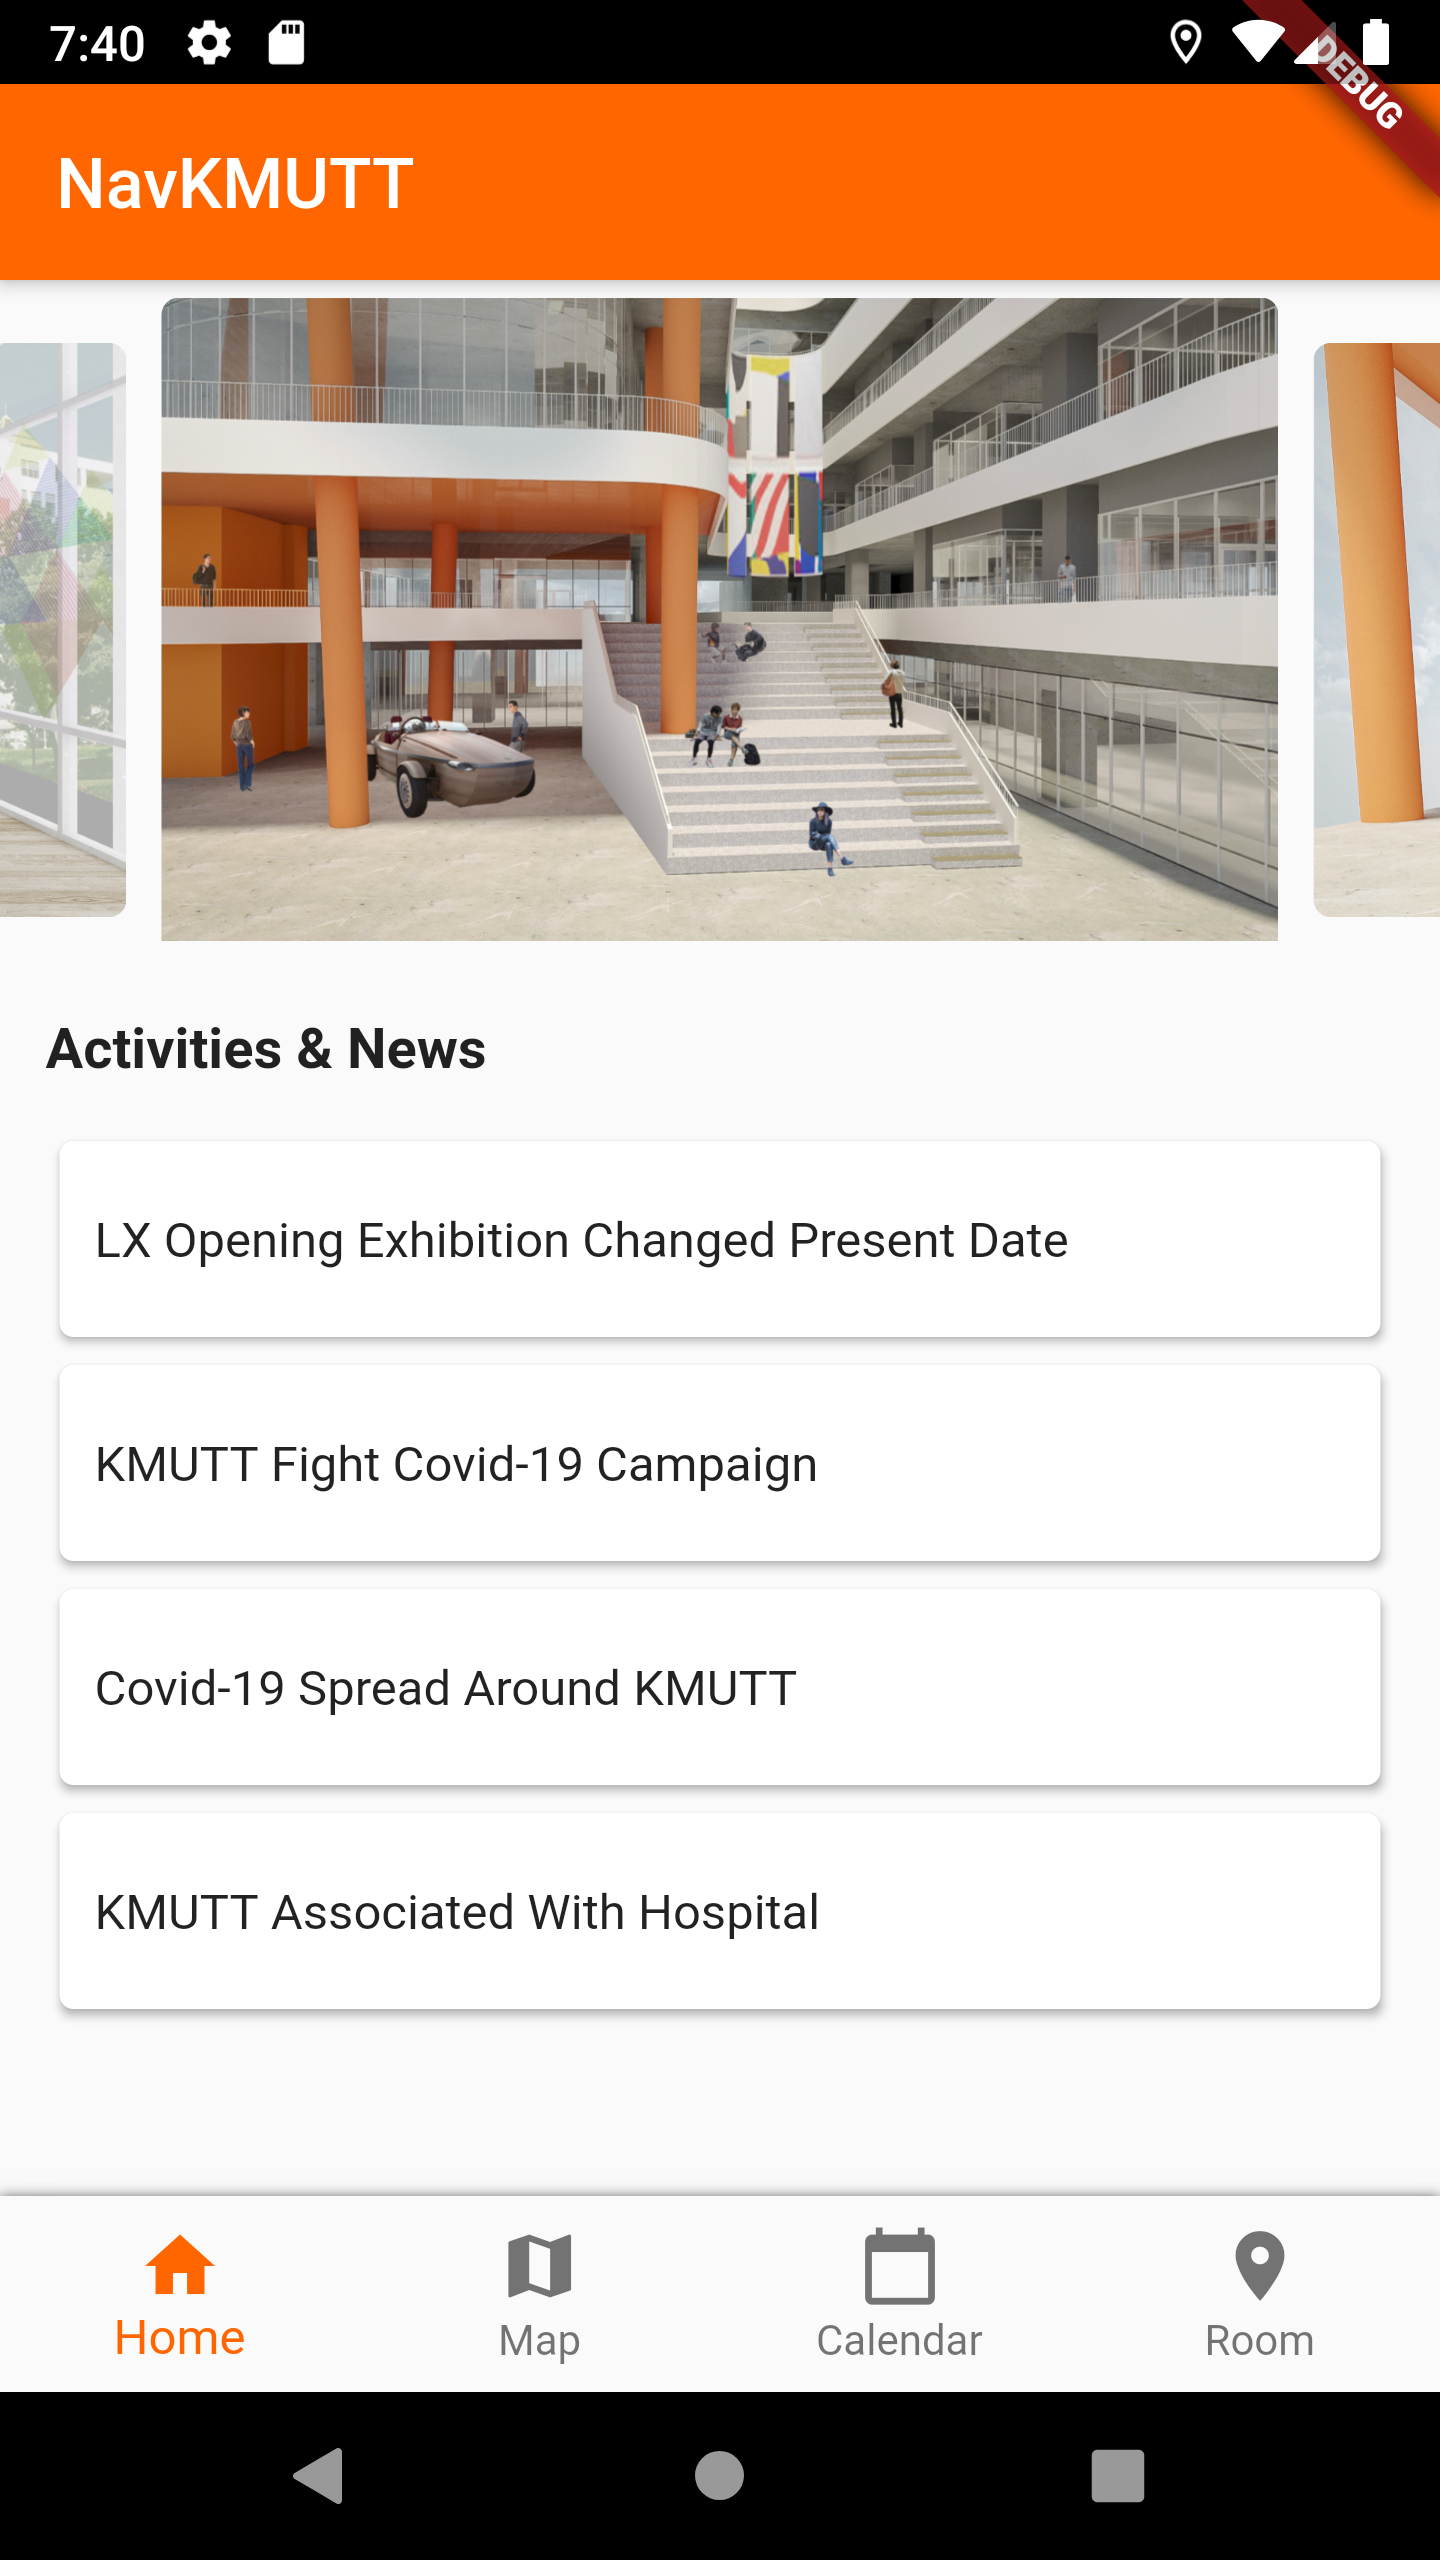 7:40
DEBUG
NavKMUTT
Activities & News
LX Opening Exhibition Changed Present Date
KMUTT Fight Covid-19 Campaign
Covid-19 Spread Around KMUTT
KMUTT Associated With Hospital
Home
Map
Calendar
Room